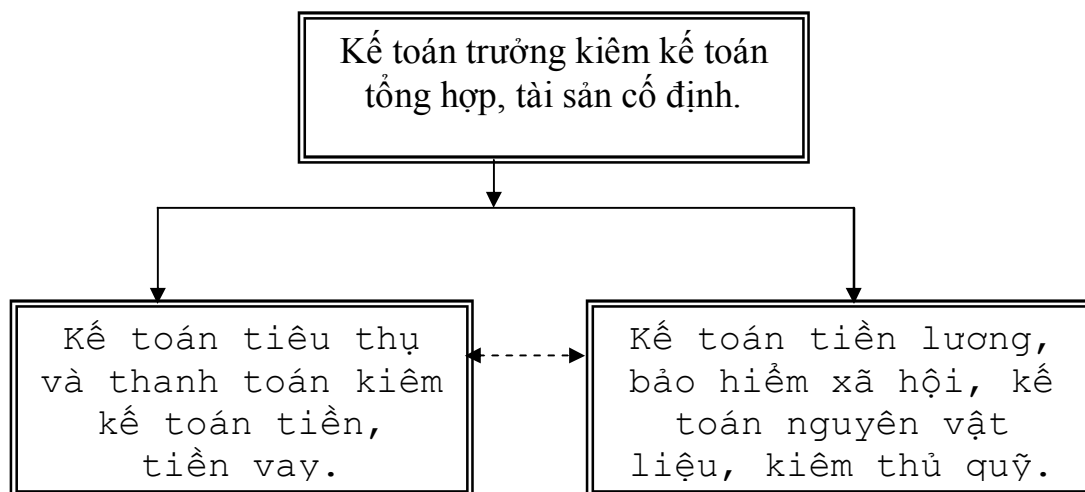 Kế toán trưởng kiêm kế toán
tổng hợp, tài sản cố định.
Kế toán tiêu thụ
và thanh toán kiêm
kế toán tiền,
tiền vay.
Kế toán tiền lương,
bảo hiểm xã hội, kế
toán nguyên vật
liệu, kiêm thủ quỹ.